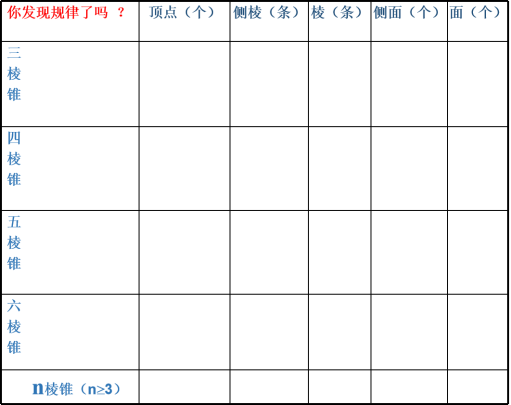 你发现规律了吗 ？ 顶点（个） 侧棱（条） 棱（条） 侧面（个） 面（个）
三
棱
锥
四
棱
锥
五
棱
锥
六
棱
锥
n棱锥（n≥3）